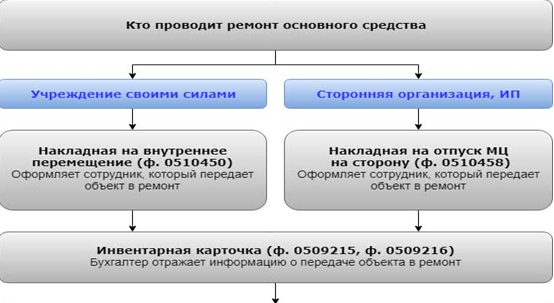 Кто проводит ремонт основного средства
Учреждение своими силами
Сторонняя организация, ИП
Накладная на внутреннее
перемещение (ф. 0510450)
Оформляет сотрудник, который передает
объект в ремонт
Накладная на отпуск МЦ
на сторону (ф. 0510458)
Оформляет сотрудник, который передает
объект в ремонт
Инвентарная карточка (ф. 0509215, ф. 0509216)
Бухгалтер отражает информацию о передаче объекта в ремонт